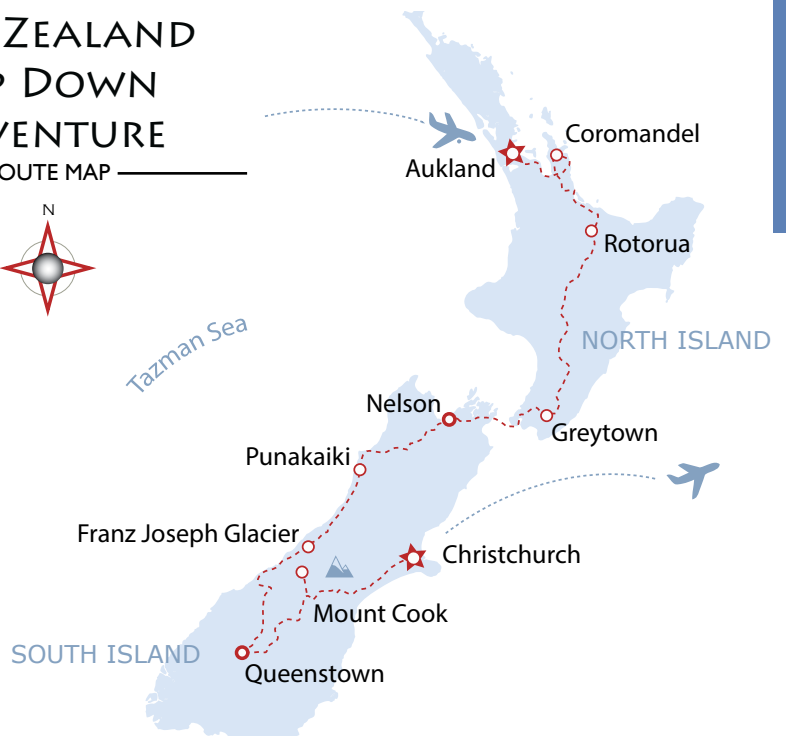 ZEALAND
P DOWN
VENTURE
OUTE MAP
N
Coromandel
Aukland
Rotorua
Tazman Sea
NORTH ISLAND
Nelson
Greytown
Punakaiki
Franz Joseph Glacier
Christchurch
Mount Cook
SOUTH ISLAND
Queenstown